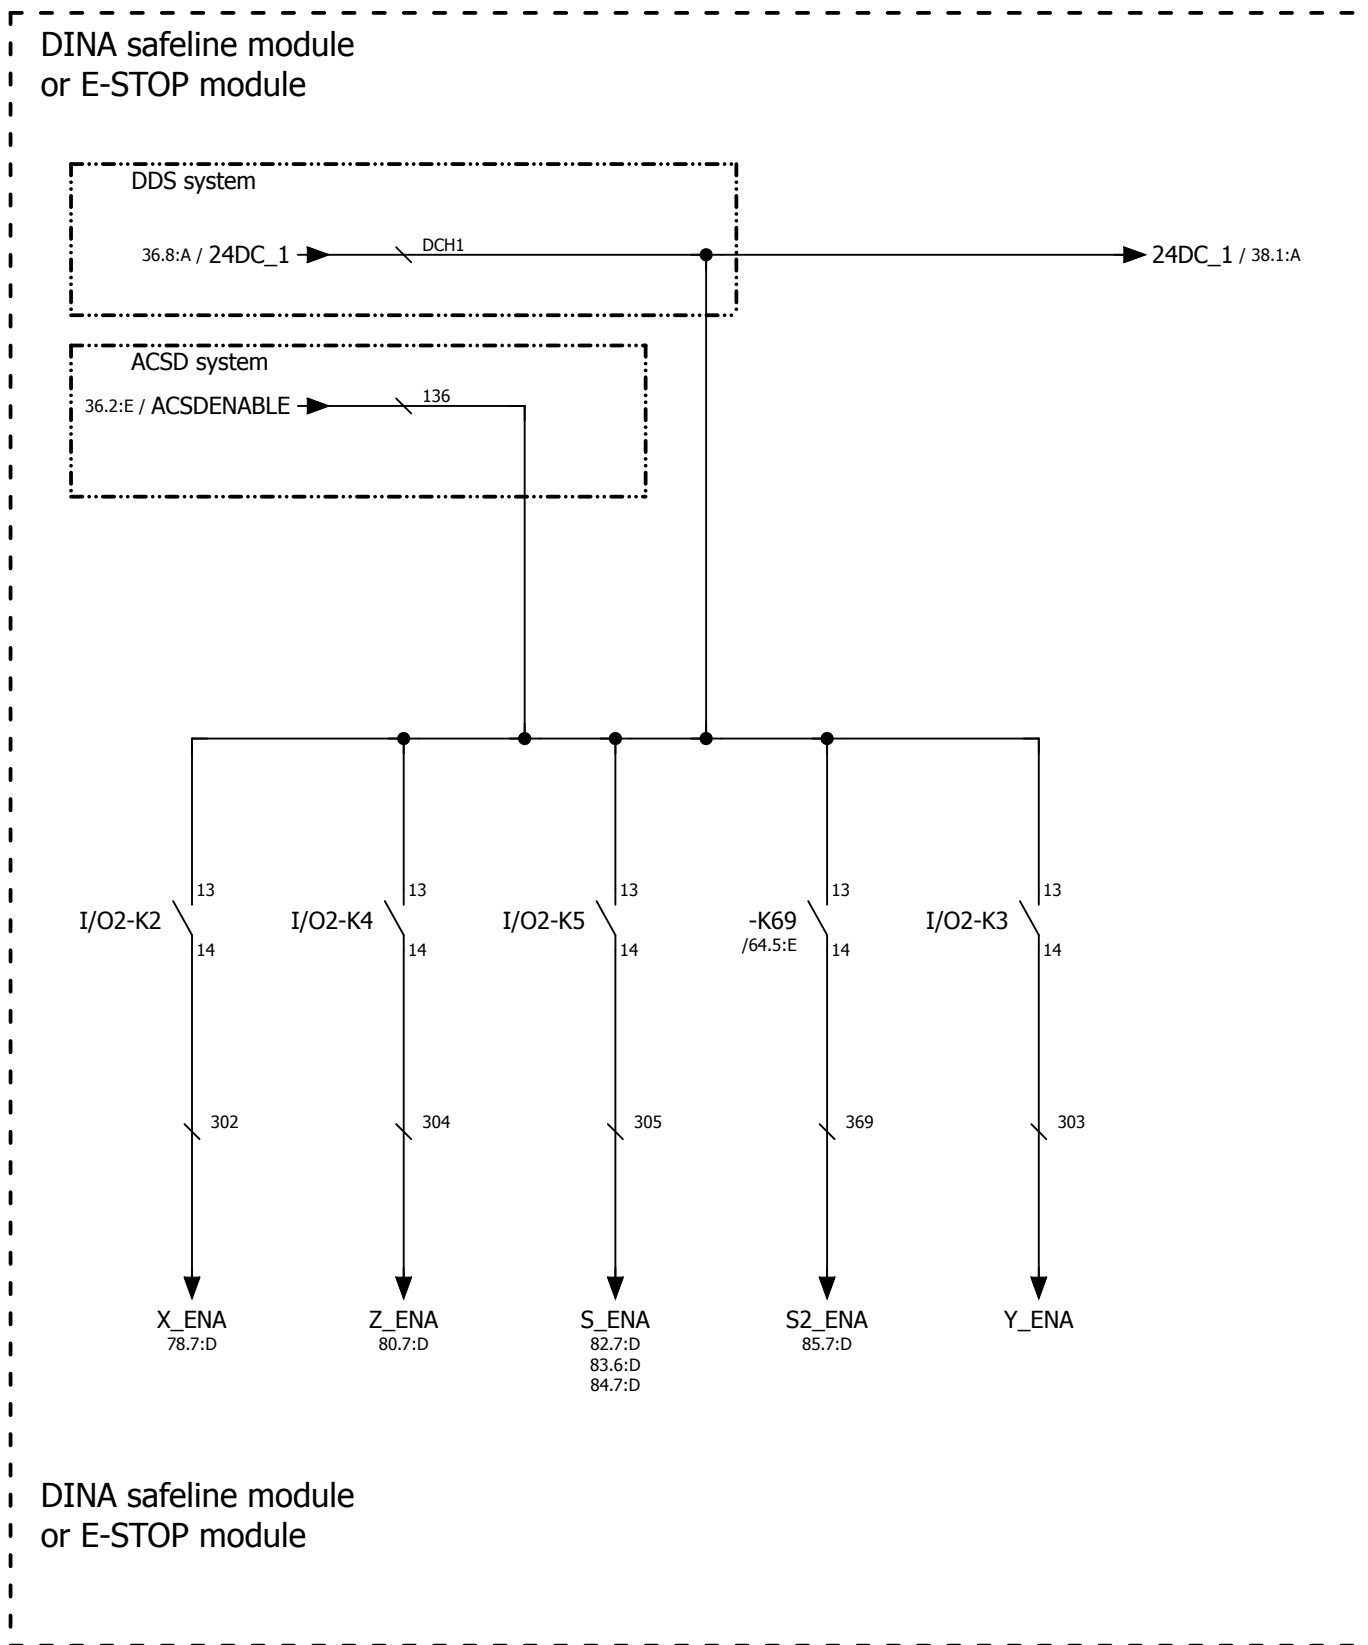 DINA safeline module
or E-STOP module
DDS system
36.8:A / 24DC_1
DCH1
24DC_1 / 38.1:A
ACSD system
36.2:E / ACSDENABLE
136
13
13
13
13
13
I/O2-K2
I/O2-K4
I/O2-K5
-K69
I/O2-K3
/64.5:E
14
14
14
14
14
302
304
305
369
303
X_ENA
Z_ENA
S_ENA
S2_ENA
Y_ENA
78.7:D
80.7:D
82.7:D
85.7:D
83.6:D
84.7:D
DINA safeline module
or E-STOP module